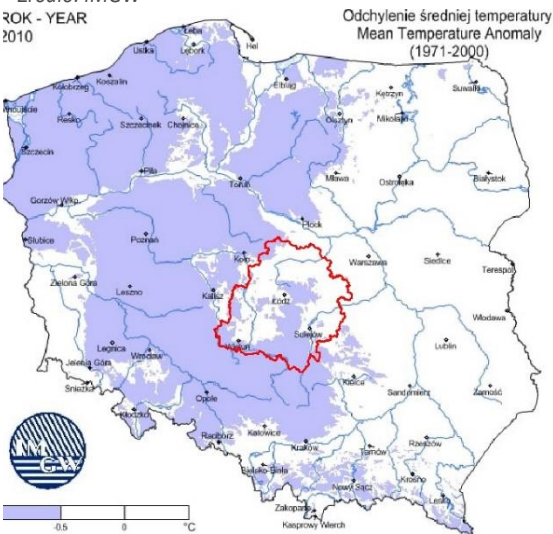 ROK - YEAR
2010
Odchylenie średniej temperatury
Mean Temperature Anomaly
(1971-2000)
Łeba
Ustka
Lębork
Hel
Kołobrzeg
Koszalin
Elbląg
Kętrzyn
Suwałki
Resko
Szczecinek
Chojnice
Olsztyn
Mikołajki
Szczecin
Piła
Toruń
Mława
Ostrołęka
Białystok
Gorzów Wlkp.
Płock
Słubice
Poznań
Koło
Warszawa
Siedlce
Terespol
Zielona Góra
Leszno
Kalisz
Łódź
Włodawa
Sulejów
Legnica
Wrocław
Wieluń
Lublin
Jelenia Góra
Śnieżka
Kielce
Sandomierz
Zamość
Opole
Kłodzko
Racibórz
Katowice
Kraków
Tarnów
Rzeszów
Bielsko-Biała
Nowy Sącz
Krosno
Lesko
Zakopane
Kasprowy Wierch
IMGW
-0.5
0
°C